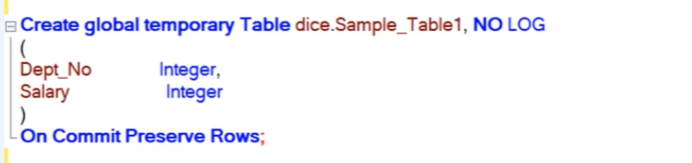 Create global temporary Table dice.Sample_Table1, NO LOG
(
Dept_No Integer,
Salary Integer
)
On Commit Preserve Rows;